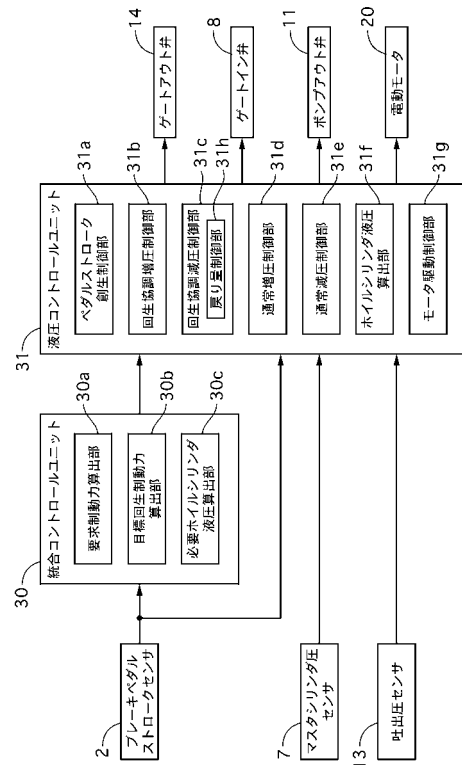 2
ブレーキペダル
ストロークセンサ
7
マスタシリンダ圧
センサ
13
吐出圧センサ
30
統合コントロールユニット
要求制動力算出部
30a
目標回生制動力
算出部
30b
必要ホイルシリンダ
液圧算出部
30c
31
液圧コントロールユニット
ペダルストローク
創生制御部
31a
回生協調増圧制御部
31b
回生協調減圧制御部
31c
戻り量制御部
31h
通常増圧制御部
31d
通常減圧制御部
31e
ホイルシリンダ液圧
算出部
31f
モータ駆動制御部
31g
ゲートアウト弁
14
ゲートイン弁
8
ポンプアウト弁
11
電動モータ
20